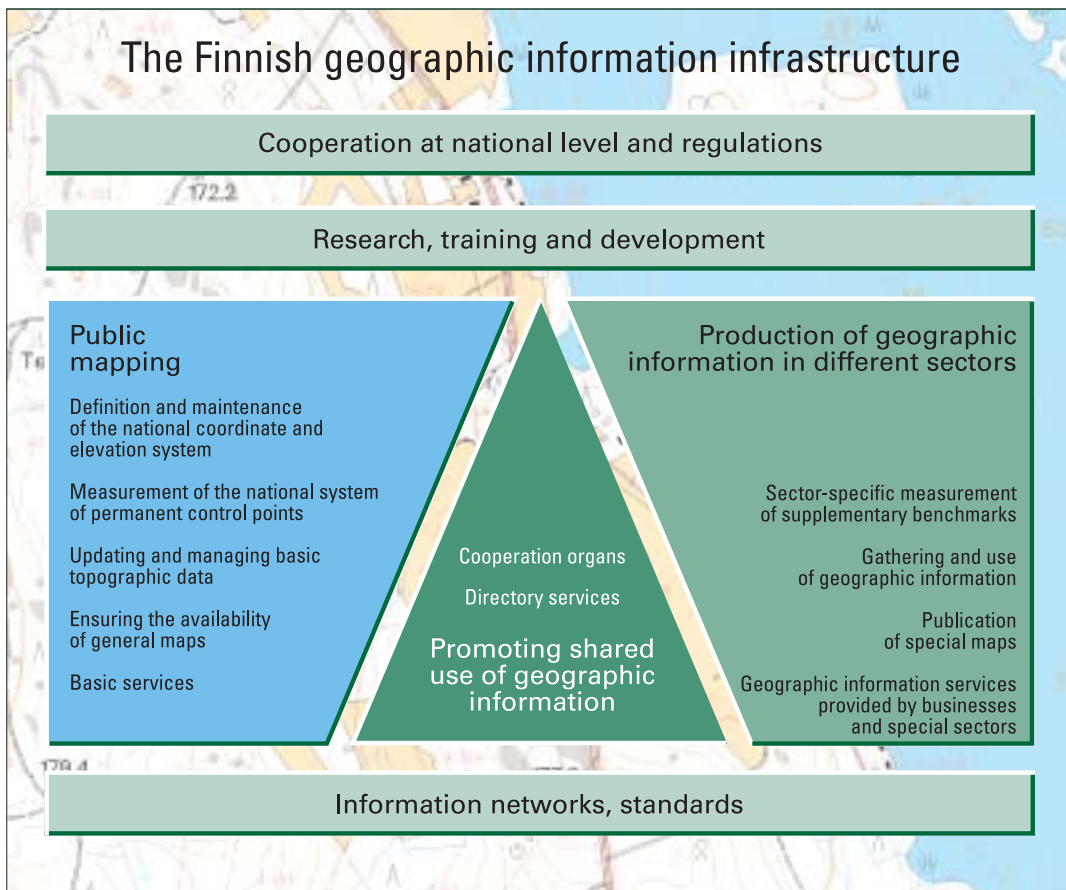 The Finnish geographic information infrastructure
Cooperation at national level and regulations
172.2
Research, training and development
Public
mapping
Te
Definition and maintenance
of the national coordinate and
elevation system
Measurement of the national system
of permanent control points
Updating and managing basic
topographic data
Ensuring the availability
of general maps
Basic services
Cooperation organs
Directory services
Promoting shared
use of geographic
information
Production of geographic
information in different sectors
Sector-specific measurement
of supplementary benchmarks
Gathering and use
of geographic information
Publication
of special maps
Geographic information services
provided by businesses
and special sectors
Information networks, standards